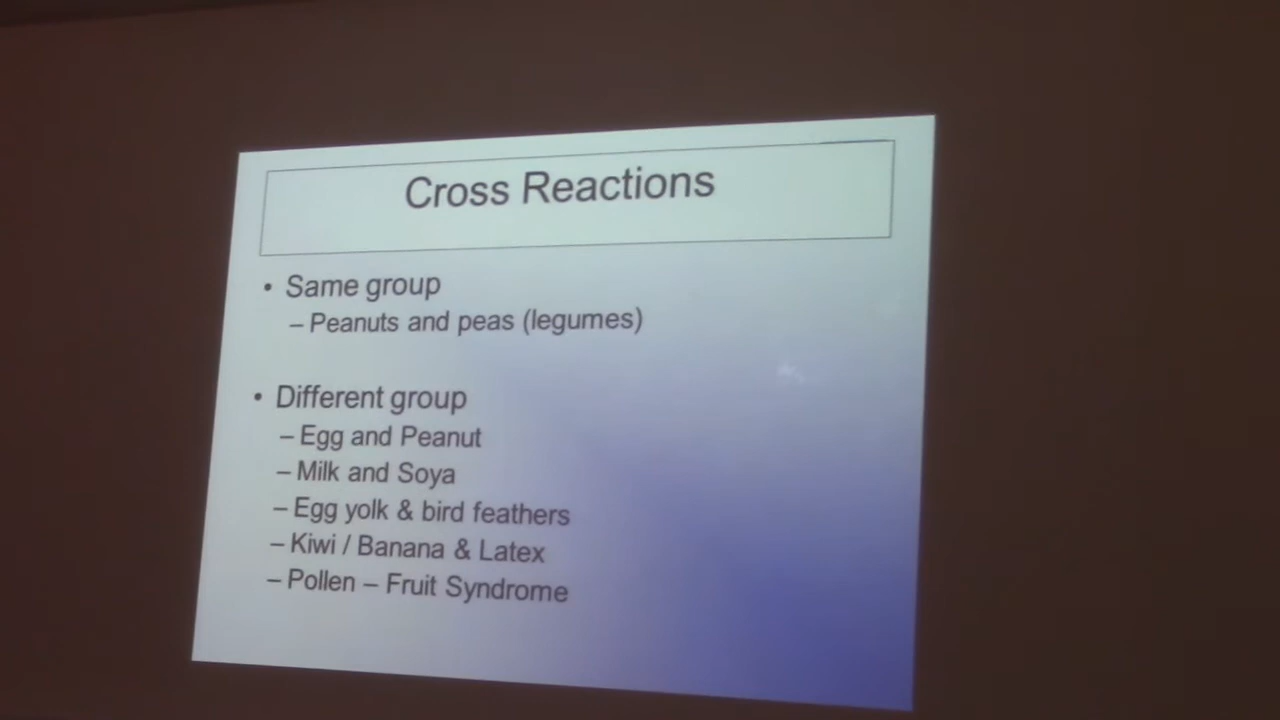 Cross Reactions
• Same group
– Peanuts and peas (legumes)
• Different group
– Egg and Peanut
– Milk and Soya
– Egg yolk & bird feathers
– Kiwi / Banana & Latex
– Pollen – Fruit Syndrome